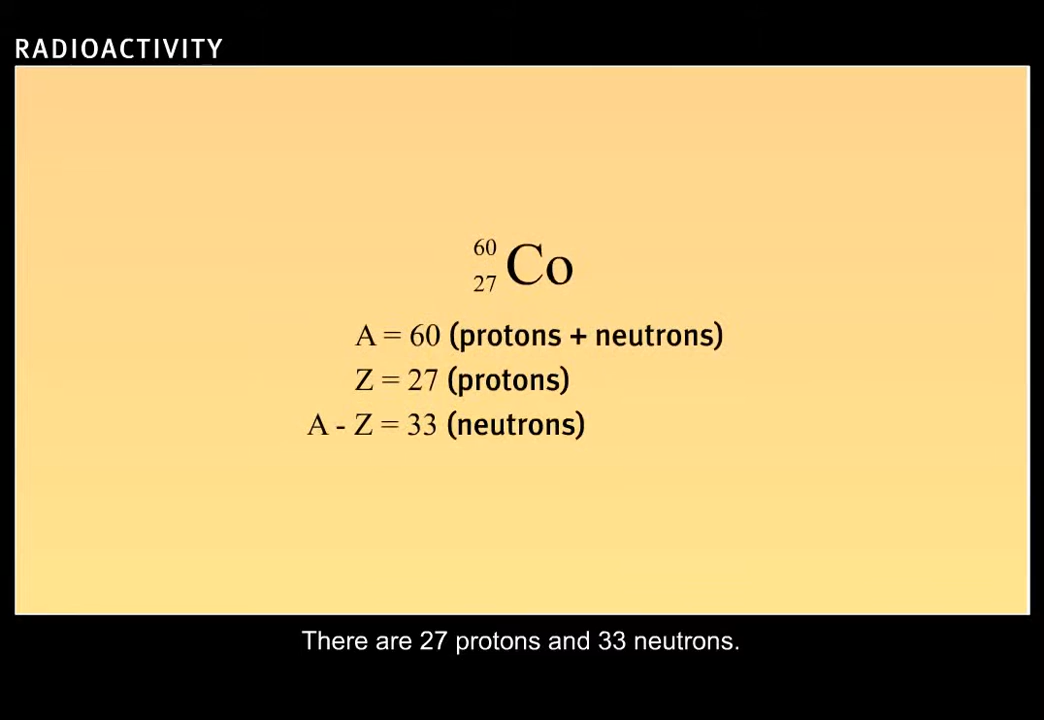 RADIOACTIVITY
60
27 Co
A = 60 (protons + neutrons)
Z = 27 (protons)
A - Z = 33 (neutrons)
There are 27 protons and 33 neutrons.